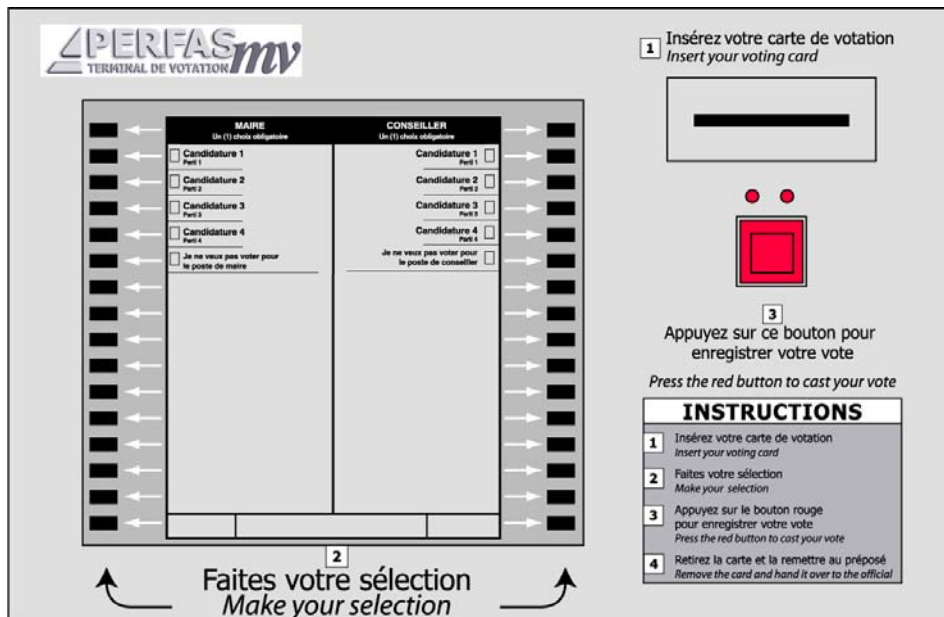 PERFAS mv
TERMINAL DE VOTATION
MAIRE
Un (1) choix obligatoire
Candidature 1
Parti 1
Candidature 2
Parti 2
Candidature 3
Parti 3
Candidature 4
Parti 4
Je ne veux pas voter pour
le poste de maire
CONSEILLER
Un (1) choix obligatoire
Candidature 1
Parti 1
Candidature 2
Parti 2
Candidature 3
Parti 3
Candidature 4
Parti 4
Je ne veux pas voter pour
le poste de conseiller
2
Faites votre sélection
Make your selection
1 Insérez votre carte de votation
Insert your voting card
3
Appuyez sur ce bouton pour
enregistrer votre vote
Press the red button to cast your vote
INSTRUCTIONS
1 Insérez votre carte de votation
Insert your voting card
2 Faites votre sélection
Make your selection
3 Appuyez sur le bouton rouge
pour enregistrer votre vote
Press the red button to cast your vote
4 Retirez la carte et la remettre au préposé
Remove the card and hand it over to the official